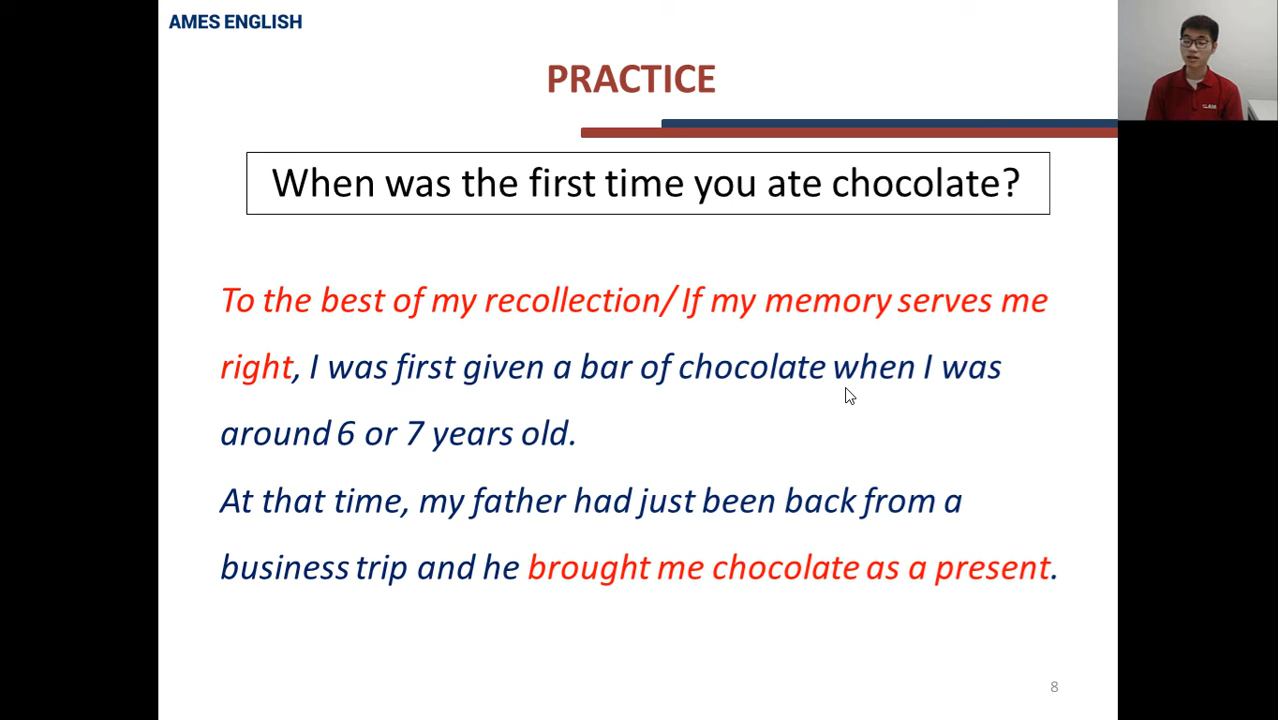 AMES ENGLISH
PRACTICE
When was the first time you ate chocolate?
To the best of my recollection/ If my memory serves me
right, I was first given a bar of chocolate when I was
around 6 or 7 years old.
At that time, my father had just been back from a
business trip and he brought me chocolate as a present.
8